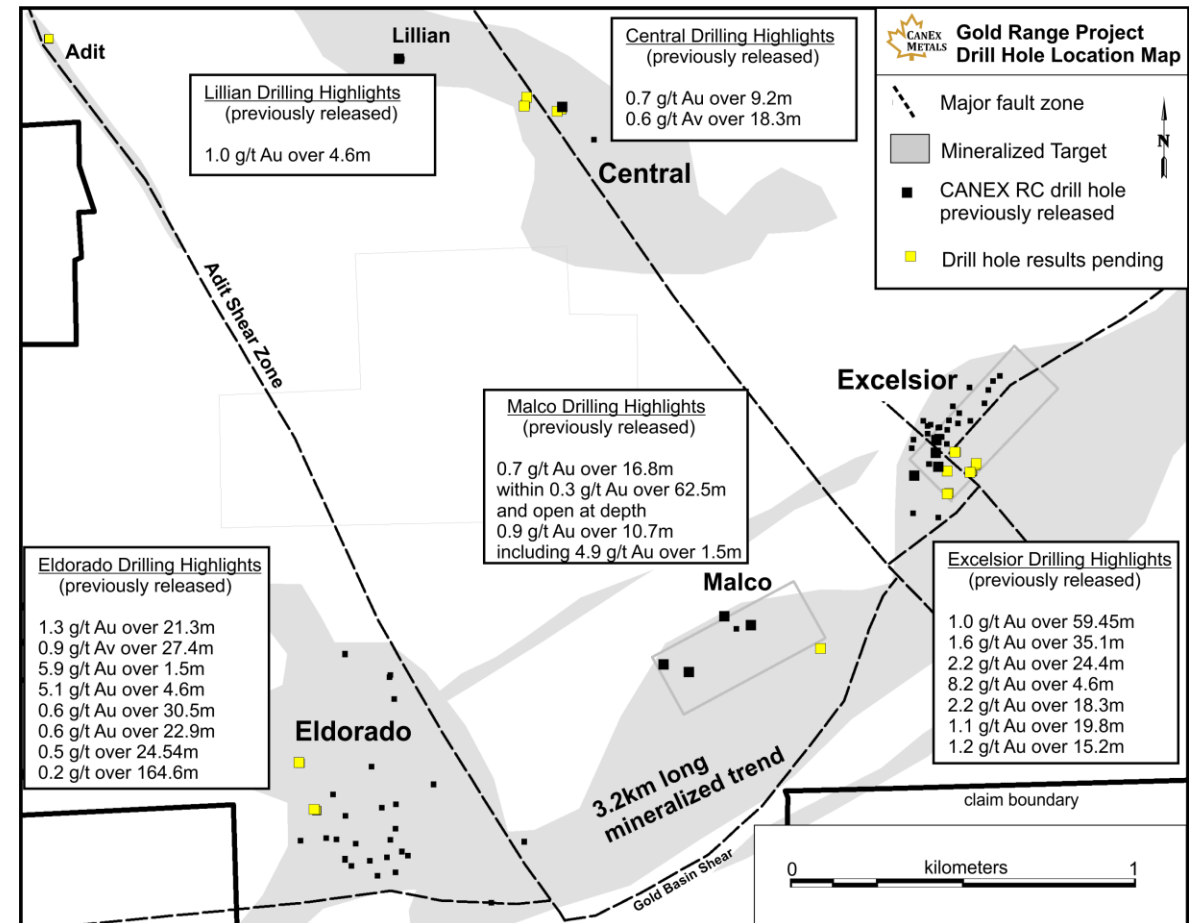 Adit
Lillian
Lillian Drilling Highlights
(previously released)
1.0 g/t Au over 4.6m
Central Drilling Highlights
(previously released)
0.7 g/t Au over 9.2m
0.6 g/t Av over 18.3m
CANEX
METALS
Gold Range Project
Drill Hole Location Map
Major fault zone
Mineralized Target
CANEX RC drill hole
previously released
Drill hole results pending
N
Central
Adit Shear Zone
Excelsior
Malco Drilling Highlights
(previously released)
0.7 g/t Au over 16.8m
within 0.3 g/t Au over 62.5m
and open at depth
0.9 g/t Au over 10.7m
including 4.9 g/t Au over 1.5m
Eldorado Drilling Highlights
(previously released)
1.3 g/t Au over 21.3m
0.9 g/t Av over 27.4m
5.9 g/t Au over 1.5m
5.1 g/t Au over 4.6m
0.6 g/t Au over 30.5m
0.6 g/t Au over 22.9m
0.5 g/t over 24.54m
0.2 g/t over 164.6m
Malco
Excelsior Drilling Highlights
(previously released)
1.0 g/t Au over 59.45m
1.6 g/t Au over 35.1m
2.2 g/t Au over 24.4m
8.2 g/t Au over 4.6m
2.2 g/t Au over 18.3m
1.1 g/t Au over 19.8m
1.2 g/t Au over 15.2m
Eldorado
3.2km long
mineralized trend
Gold Basin Shear
claim boundary
0 kilometers 1